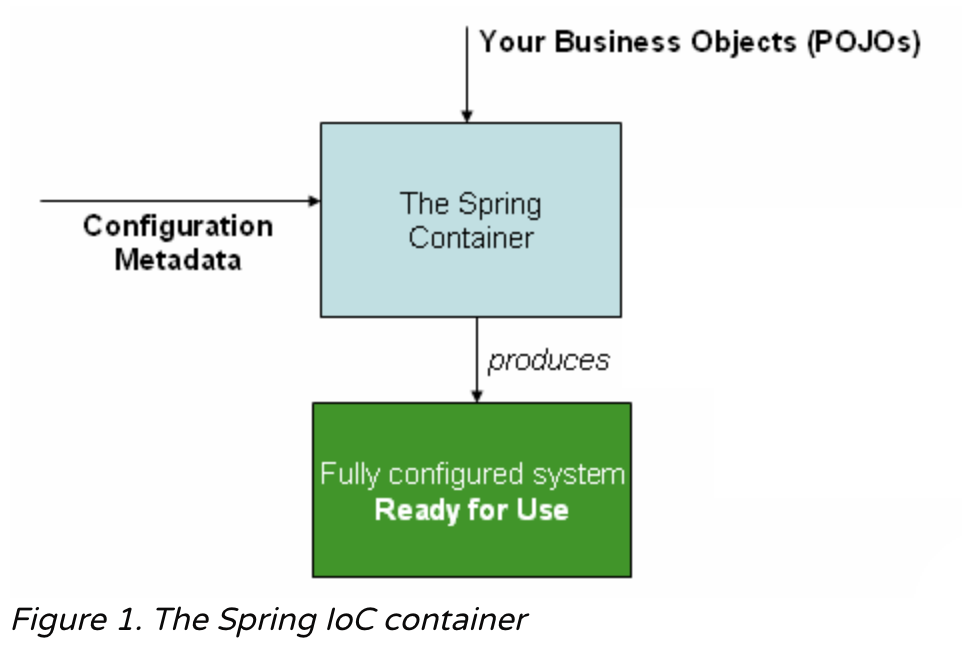 Your Business Objects (POJOs)
Configuration
Metadata
The Spring
Container
produces
Fully configured system
Ready for Use
Figure 1. The Spring IoC container